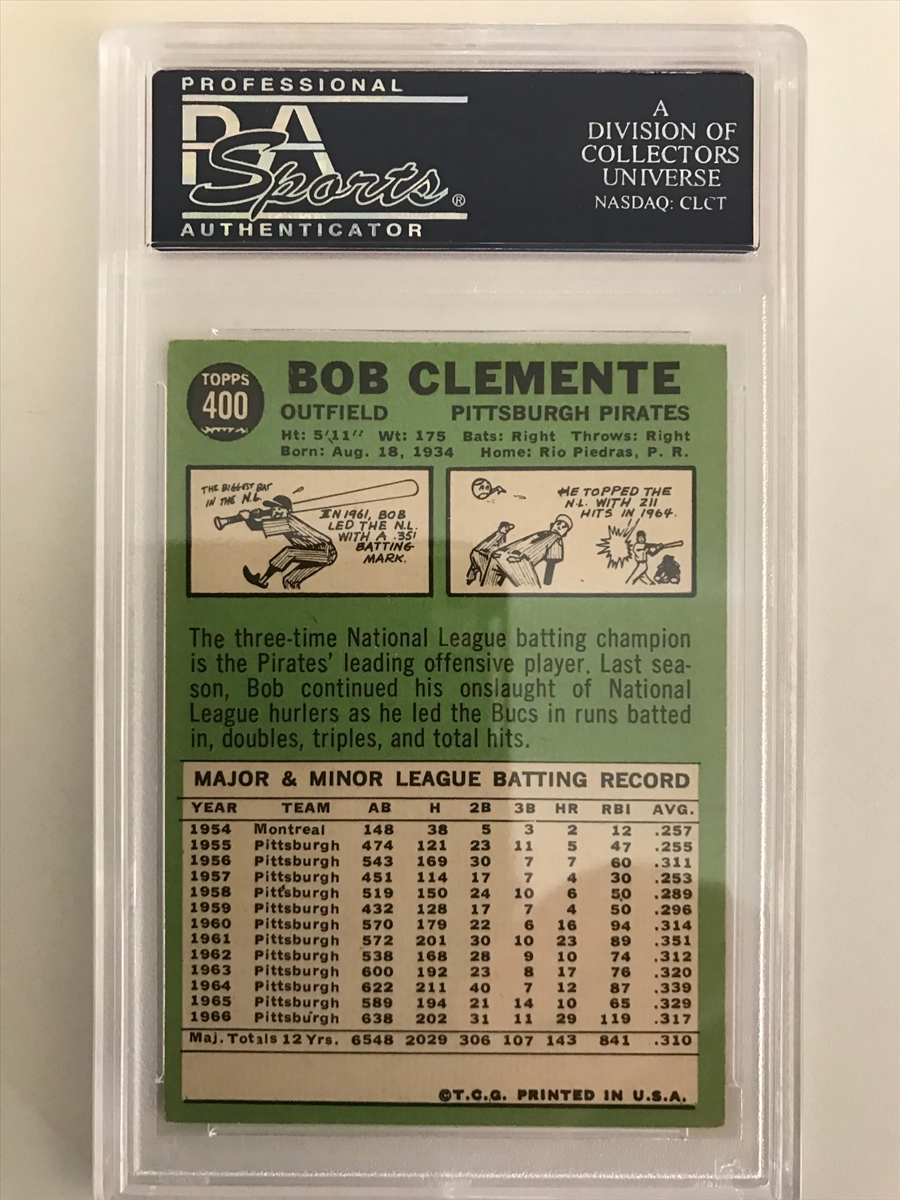 PROFESSIONAL
PSA
Sports®
AUTHENTICATOR
A
DIVISION OF
COLLECTORS
UNIVERSE
NASDAQ: CLCT
TOPPS
400
BOB CLEMENTE
OUTFIELD PITTSBURGH PIRATES
Ht: 5'11" Wt: 175 Bats: Right Throws: Right
Born: Aug. 18, 1934 Home: Rio Piedras, P. R.
THE BIGGEST BAT
IN THE N.L.
IN 1961, BOB
LED THE N.L.
WITH A .351
BATTING
MARK.
HE TOPPED THE
N.L. WITH 211
HITS IN 1964.
The three-time National League batting champion
is the Pirates' leading offensive player. Last sea-
son, Bob continued his onslaught of National
League hurlers as he led the Bucs in runs batted
in, doubles, triples, and total hits.
MAJOR & MINOR LEAGUE BATTING RECORD
YEAR TEAM AB H 2B 3B HR RBI AVG.
1954 Montreal 148 38 5 3 2 12 .257
1955 Pittsburgh 474 121 23 11 5 47 .255
1956 Pittsburgh 543 169 30 7 7 60 .311
1957 Pittsburgh 451 114 17 7 4 30 .253
1958 Pittsburgh 519 150 24 10 6 50 .289
1959 Pittsburgh 432 128 17 7 4 50 .296
1960 Pittsburgh 570 179 22 6 16 94 .314
1961 Pittsburgh 572 201 30 10 23 89 .351
1962 Pittsburgh 538 168 28 9 10 74 .312
1963 Pittsburgh 600 192 23 8 17 76 .320
1964 Pittsburgh 622 211 40 7 12 87 .339
1965 Pittsburgh 589 194 21 14 10 65 .329
1966 Pittsburgh 638 202 31 11 29 119 .317
Maj. Totals 12 Yrs. 6548 2029 306 107 143 841 .310
©T.C.G. PRINTED IN U.S.A.